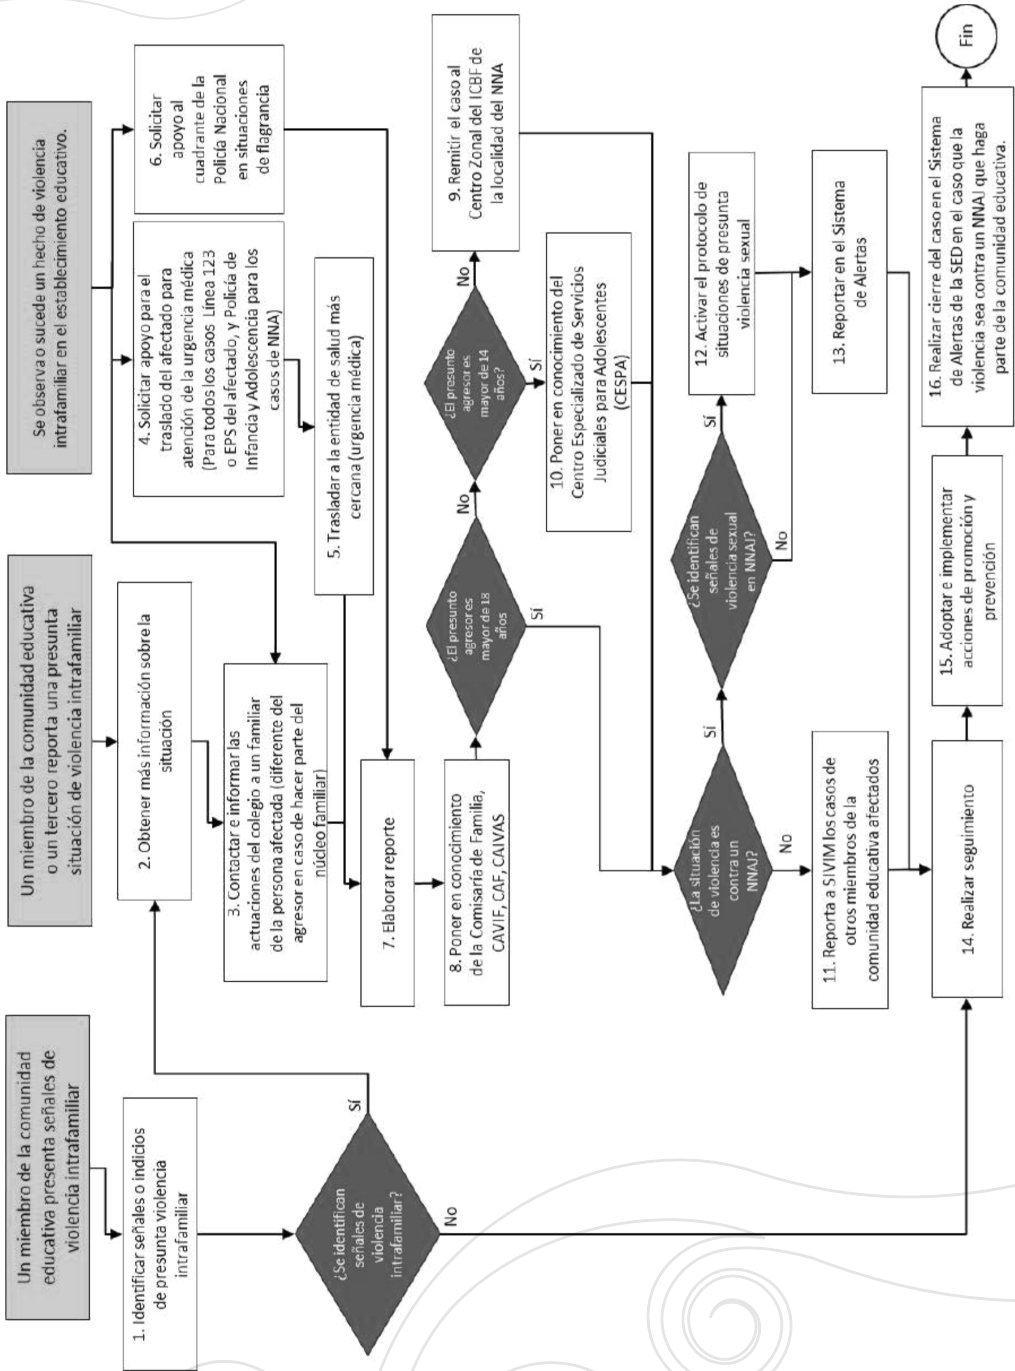 Un miembro de la comunidad
educativa presenta señales de
violencia intrafamiliar
Un miembro de la comunidad educativa
o un tercero reporta una presunta
situación de violencia intrafamiliar
Se observa o sucede un hecho de violencia
intrafamiliar en el establecimiento educativo.
1. Identificar señales o indicios
de presunta violencia
intrafamiliar
2. Obtener más información sobre la
situación
4. Solicitar apoyo para el
traslado del afectado para
atención de la urgencia médica
(Para todos los casos Línea 123
o EPS del afectado, y Policía de
Infancia y Adolescencia para los
casos de NNA)
6. Solicitar
apoyo al
cuadrante de la
Policía Nacional
en situaciones
de flagrancia
3. Contactar e informar las
actuaciones del colegio a un familiar
de la persona afectada (diferente del
agresor en caso de hacer parte del
núcleo familiar)
5. Trasladar a la entidad de salud más
cercana (urgencia médica)
¿Se identifican
señales de
violencia
intrafamiliar?
Sí
No
7. Elaborar reporte
8. Poner en conocimiento
de la Comisaría de Familia,
CAVIF, CAF, CAIVAS
¿El presunto
agresor es
mayor de 18
años
No
Sí
¿El presunto
agresor es
mayor de 14
años?
No
Sí
9. Remitir el caso al
Centro Zonal del ICBF de
la localidad del NNA
10. Poner en conocimiento del
Centro Especializado de Servicios
Judiciales para Adolescentes
(CESPA)
¿La situación
de violencia es
contra un
NNAJ?
Sí
No
¿Se identifican
señales de
violencia sexual
en NNAJ?
Sí
No
12. Activar el protocolo de
situaciones de presunta
violencia sexual
11. Reporta a SIVIM los casos de
otros miembros de la
comunidad educativa afectados
13. Reportar en el Sistema
de Alertas
14. Realizar seguimiento
15. Adoptar e implementar
acciones de promoción y
prevención
16. Realizar cierre del caso en el Sistema
de Alertas de la SED en el caso que la
violencia sea contra un NNAJ que haga
parte de la comunidad educativa.
Fin